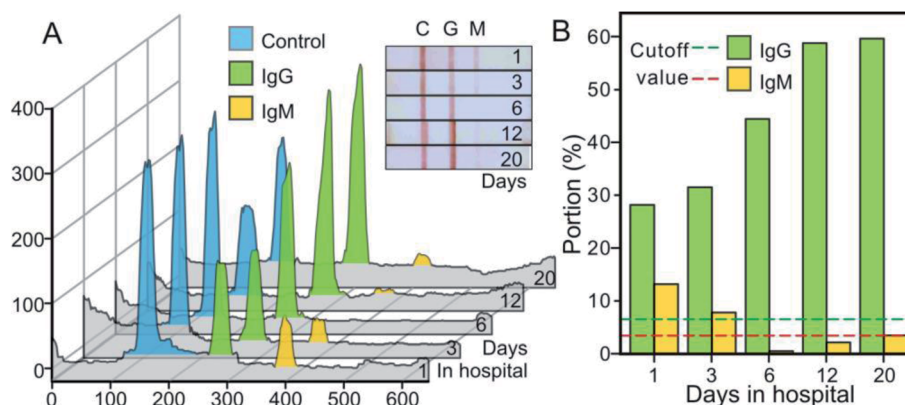 A
Control
IgG
IgM
C G M
1
3
6
12
20
Days
400
300
200
100
0
20
12
6
3
1
Days
In hospital
0 100 200 300 400 500 600
B
Cutoff
value
IgG
IgM
Portion (%)
60
50
40
30
20
10
0
1 3 6 12 20
Days in hospital